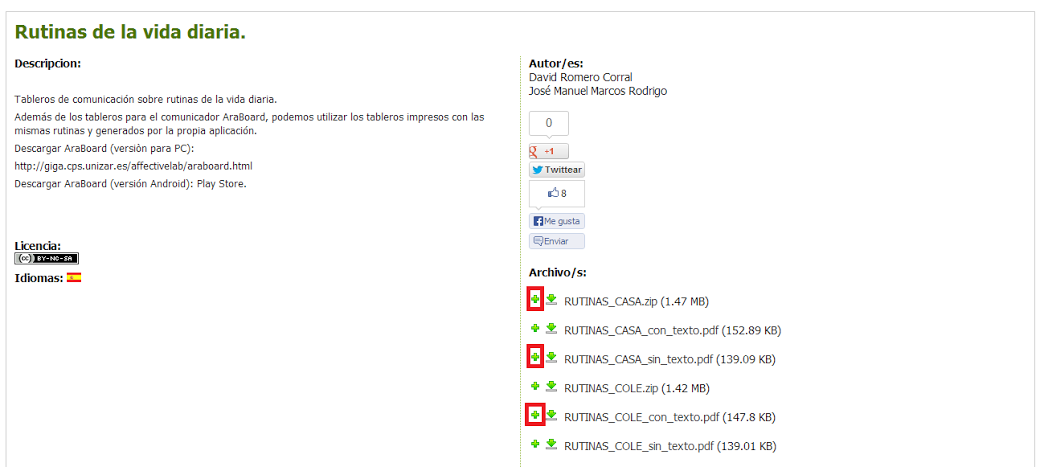 Rutinas de la vida diaria.
Descripcion:
Tableros de comunicación sobre rutinas de la vida diaria.
Además de los tableros para el comunicador AraBoard, podemos utilizar los tableros impresos con las
mismas rutinas y generados por la propia aplicación.
Descargar AraBoard (versión para PC):
http://giga.cps.unizar.es/affectivelab/araboard.html
Descargar AraBoard (versión Android): Play Store.
Licencia:
(cc) BY-NC-SA
Idiomas:
Autor/es:
David Romero Corral
José Manuel Marcos Rodrigo
0
g +1
Twittear
8
f Me gusta
Enviar
Archivo/s:
RUTINAS_CASA.zip (1.47 MB)
RUTINAS_CASA_con_texto.pdf (152.89 KB)
RUTINAS_CASA_sin_texto.pdf (139.09 KB)
RUTINAS_COLE.zip (1.42 MB)
RUTINAS_COLE_con_texto.pdf (147.8 KB)
RUTINAS_COLE_sin_texto.pdf (139.01 KB)